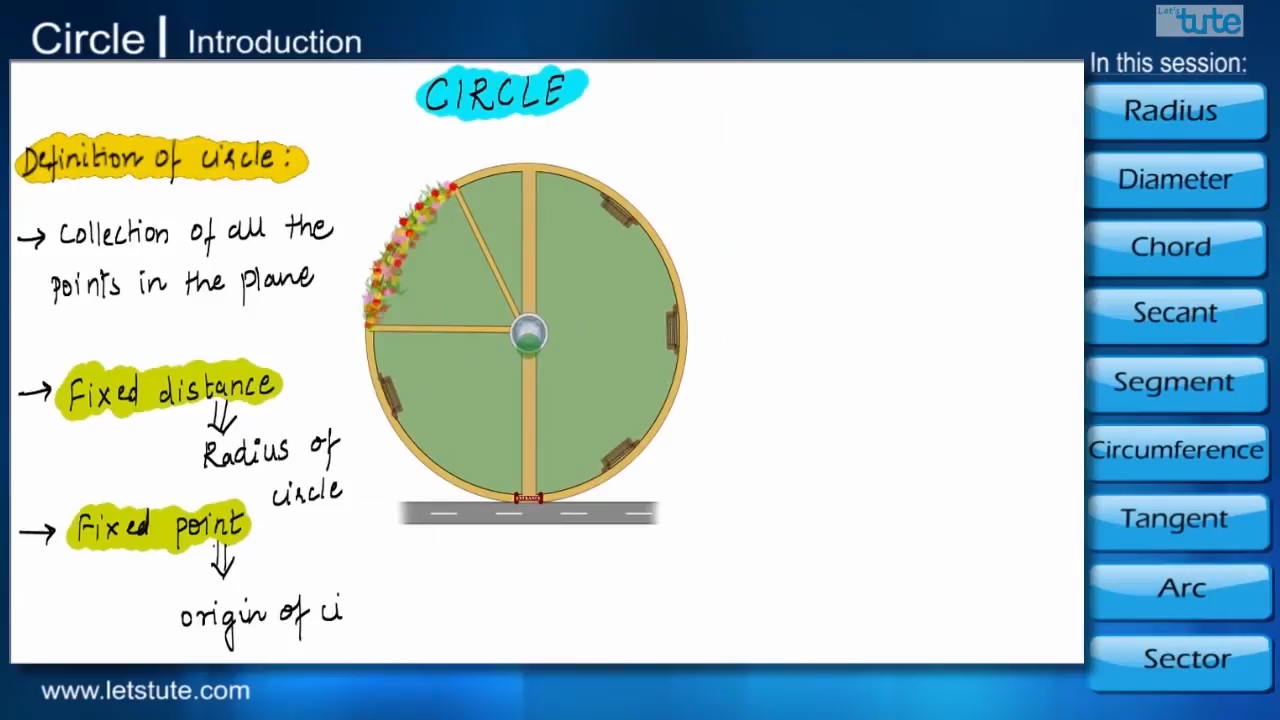 Circle | Introduction
Let's tute
In this session:
CIRCLE
Definition of circle:
→ Collection of all the
points in the plane
→ Fixed distance
Radius of
circle
→ Fixed point
origin of ci
ENTRANCE
Radius
Diameter
Chord
Secant
Segment
Circumference
Tangent
Arc
Sector
www.letstute.com